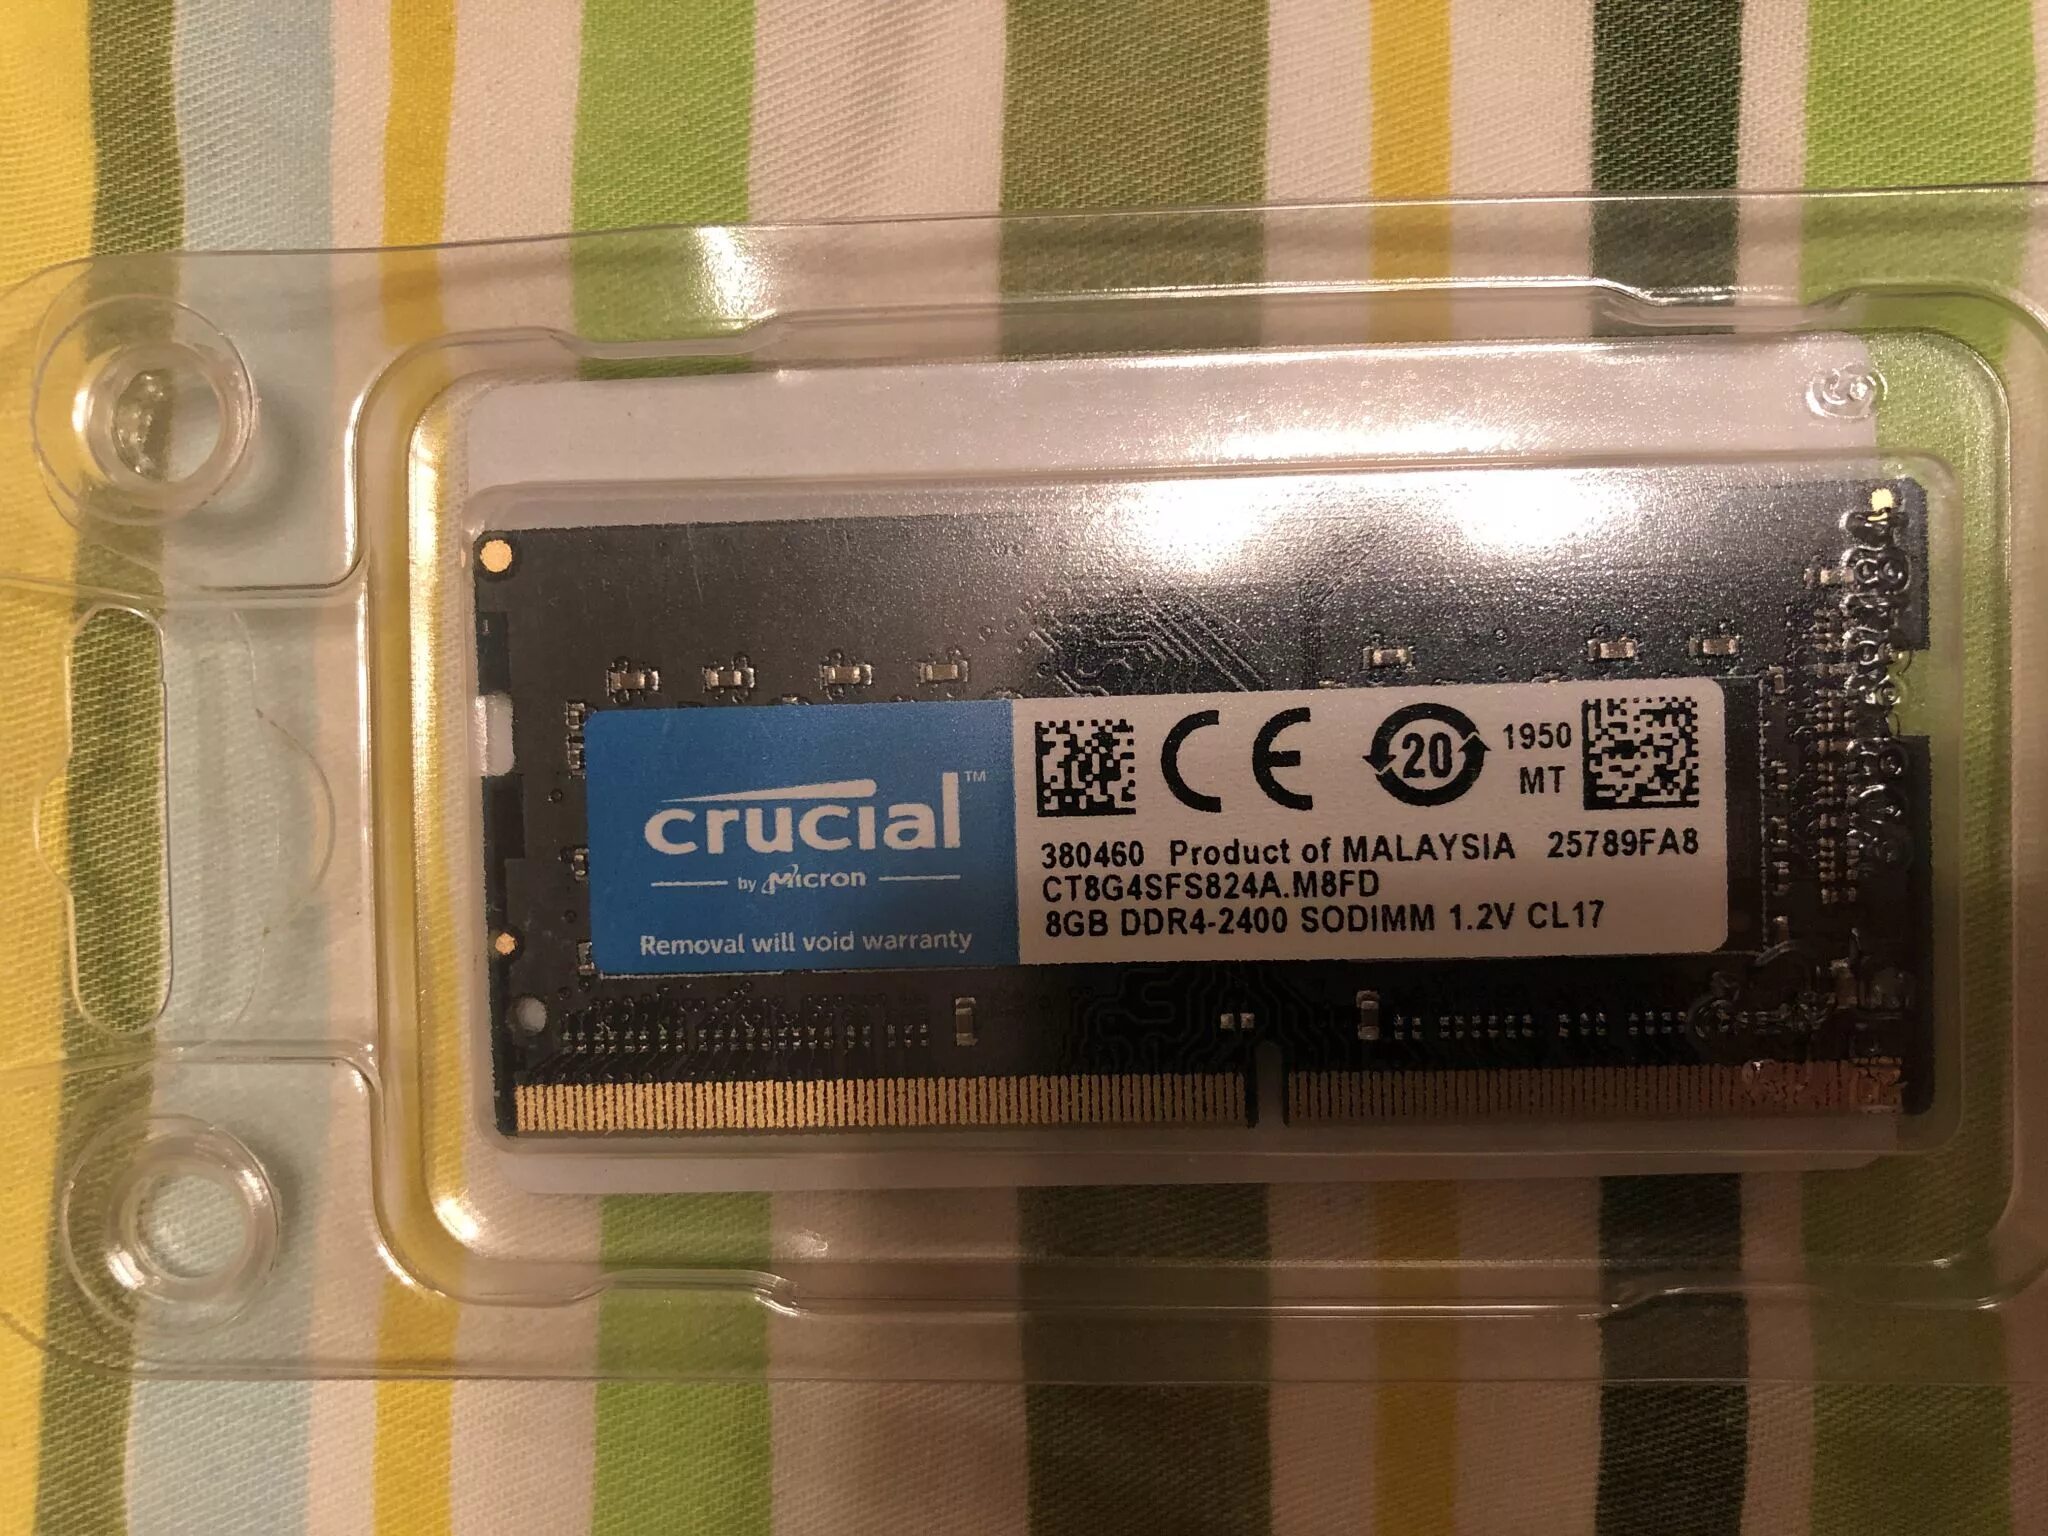 crucial™
by Micron
Removal will void warranty
CE 20 1950
MT
380460 Product of MALAYSIA 25789FA8
CT8G4SFS824A.M8FD
8GB DDR4-2400 SODIMM 1.2V CL17